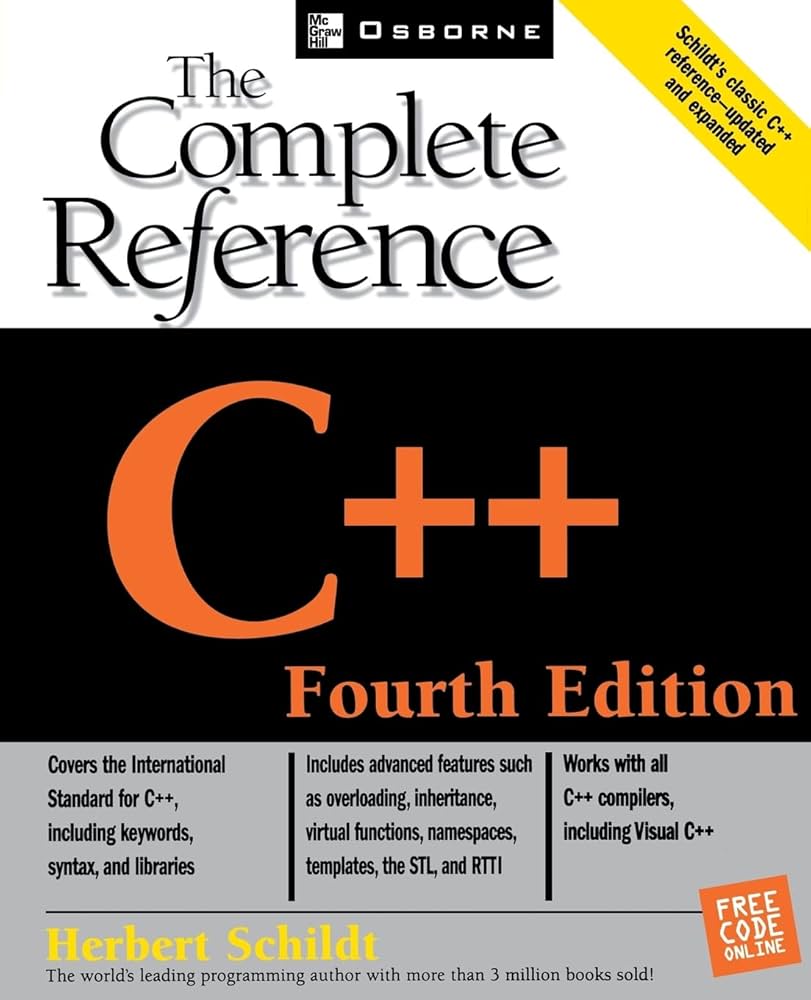 Mc
Graw
Hill
OSBORNE
The
Complete
Reference
Schildt's classic C++
reference—updated
and expanded
C++
Fourth Edition
Covers the International
Standard for C++,
including keywords,
syntax, and libraries
Includes advanced features such
as overloading, inheritance,
virtual functions, namespaces,
templates, the STL, and RTTI
Works with all
C++ compilers,
including Visual C++
Herbert Schildt
The world's leading programming author with more than 3 million books sold!
FREE
CODE
ONLINE